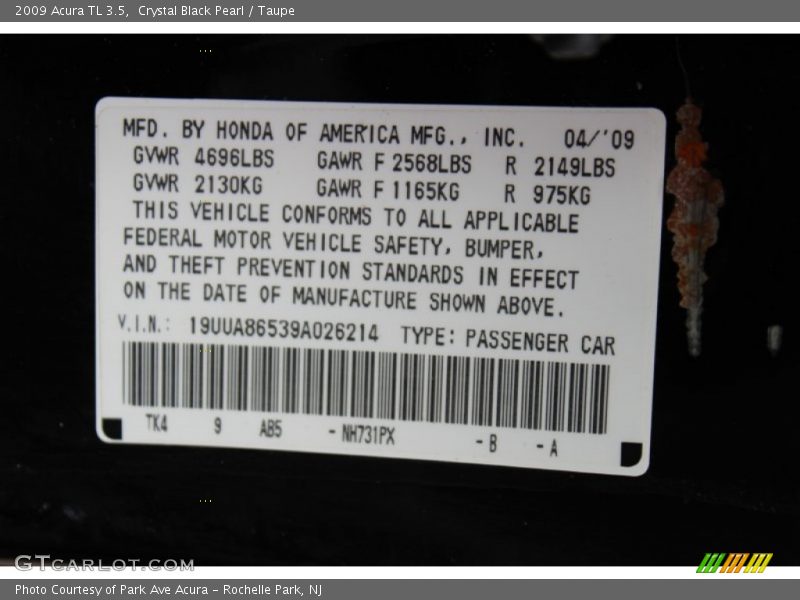 2009 Acura TL 3.5,  Crystal Black Pearl / Taupe
MFD. BY HONDA OF AMERICA MFG., INC. 04/'09
GVWR 4696LBS GAWR F 2568LBS R 2149LBS
GVWR 2130KG GAWR F 1165KG R 975KG
THIS VEHICLE CONFORMS TO ALL APPLICABLE
FEDERAL MOTOR VEHICLE SAFETY, BUMPER,
AND THEFT PREVENTION STANDARDS IN EFFECT
ON THE DATE OF MANUFACTURE SHOWN ABOVE.
V.I.N.: 19UUA86539A026214 TYPE: PASSENGER CAR
TK4 9 AB5 -NH731PX -B -A
GTCARLOT.COM
Photo Courtesy of Park Ave Acura - Rochelle Park, NJ